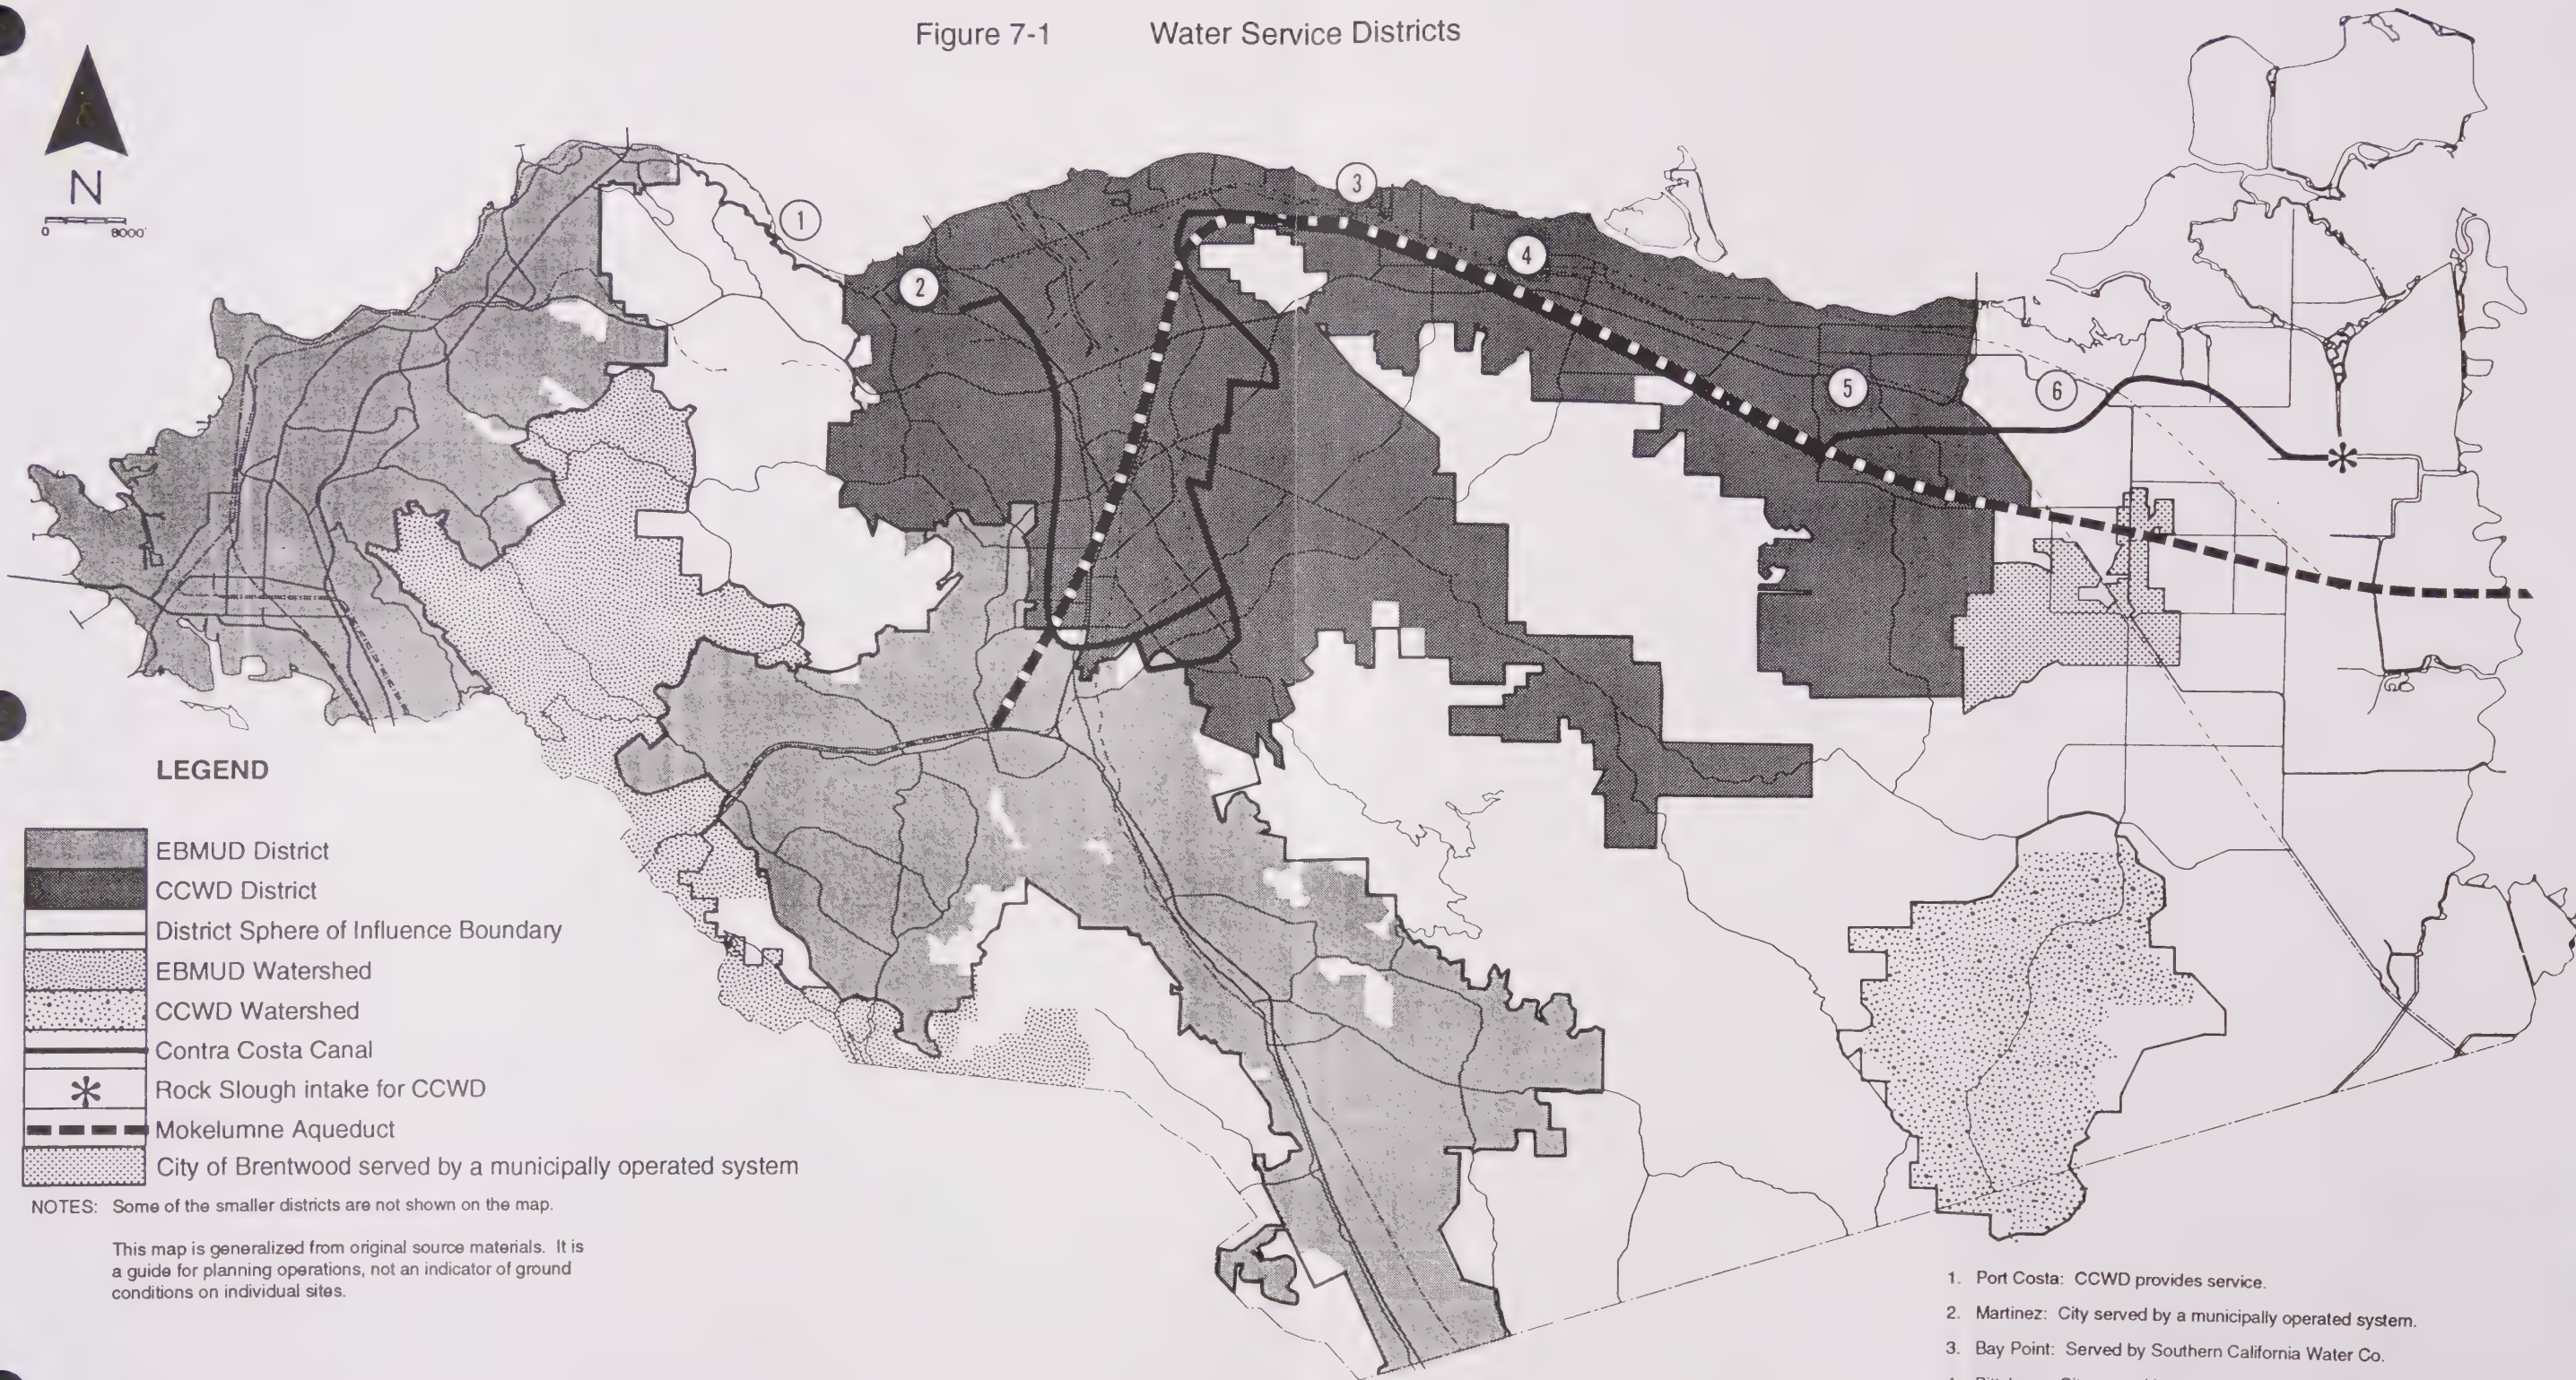 Figure 7-1 Water Service Districts
N
0 8000'
1
2
3
4
5
6
LEGEND
EBMUD District
CCWD District
District Sphere of Influence Boundary
EBMUD Watershed
CCWD Watershed
Contra Costa Canal
Rock Slough intake for CCWD
Mokelumne Aqueduct
City of Brentwood served by a municipally operated system
NOTES: Some of the smaller districts are not shown on the map.
This map is generalized from original source materials. It is
a guide for planning operations, not an indicator of ground
conditions on individual sites.
1. Port Costa: CCWD provides service.
2. Martinez: City served by a municipally operated system.
3. Bay Point: Served by Southern California Water Co.